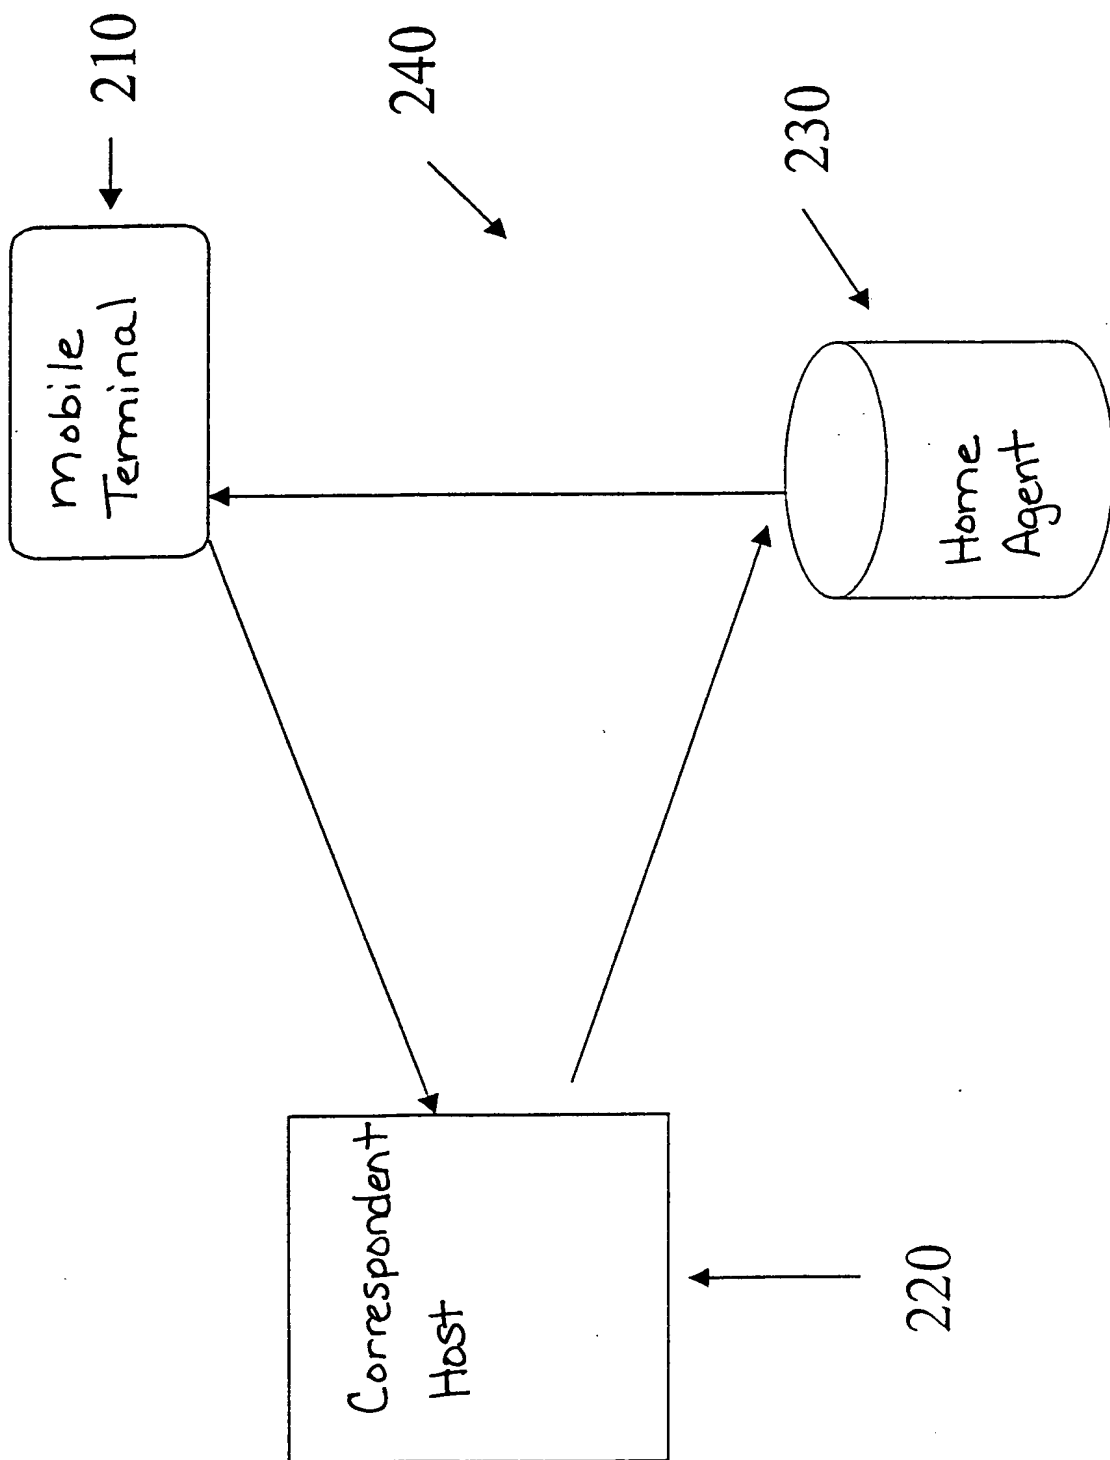 mobile
Terminal
210
240
230
Home
Agent
Correspondent
Host
220